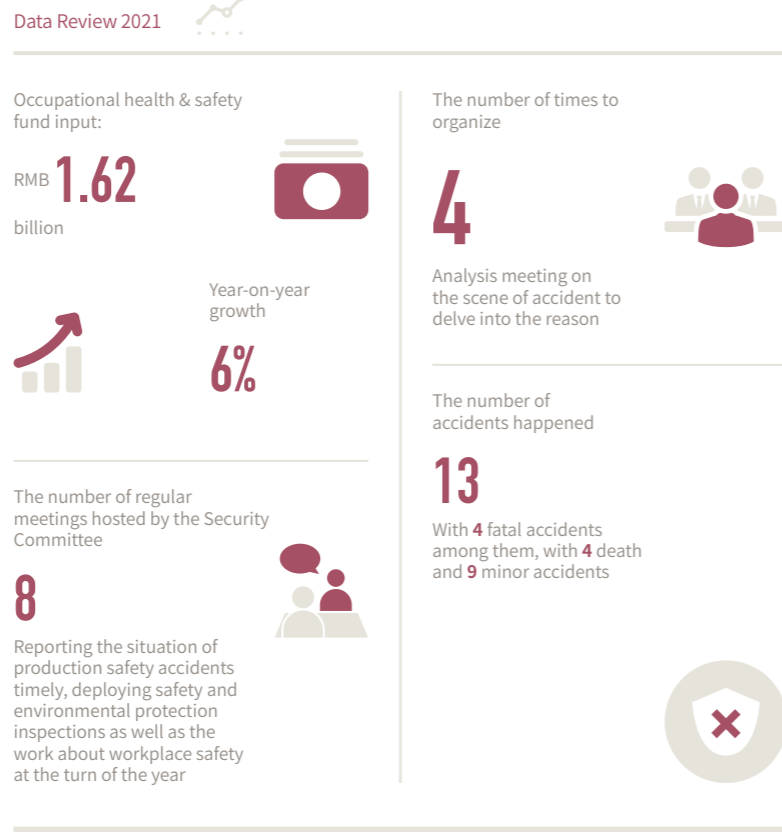 Data Review 2021
Occupational health & safety
fund input:
RMB 1.62
billion
Year-on-year
growth
6%
The number of regular
meetings hosted by the Security
Committee
8
Reporting the situation of
production safety accidents
timely, deploying safety and
environmental protection
inspections as well as the
work about workplace safety
at the turn of the year
The number of times to
organize
4
Analysis meeting on
the scene of accident to
delve into the reason
The number of
accidents happened
13
With 4 fatal accidents
among them, with 4 death
and 9 minor accidents